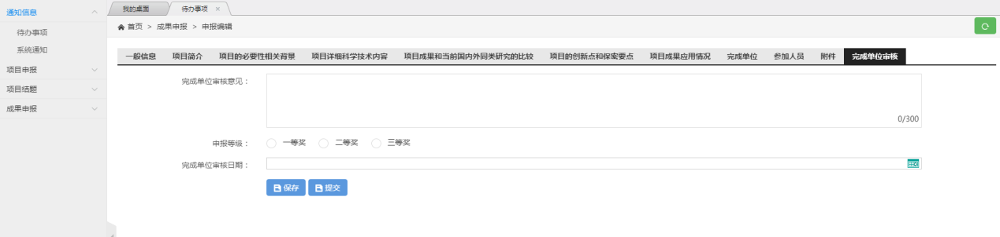 通知信息
待办事项
系统通知
项目申报
项目结题
成果申报
我的桌面 待办事项 ×
首页 > 成果申报 > 申报编辑
一般信息 项目简介 项目的必要性相关背景 项目详细科学技术内容 项目成果和当前国内外同类研究的比较 项目的创新点和保密要点 项目成果应用情况 完成单位 参加人员 附件 完成单位审核
完成单位审核意见：
0/300
申报等级： 一等奖 二等奖 三等奖
完成单位审核日期：
保存 提交